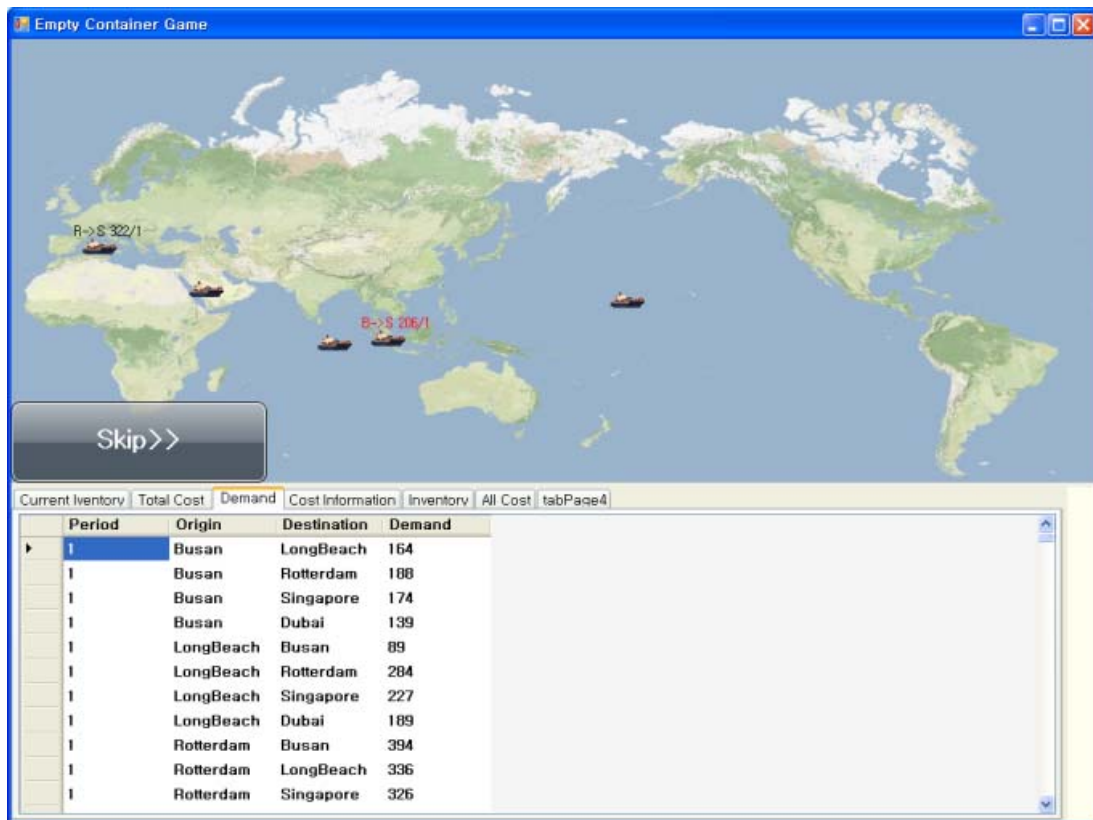 Empty Container Game
R->S 322/1
B->S 206/1
Skip>>
Current Iventory Total Cost Demand Cost Information Inventory All Cost tabPage4
Period Origin Destination Demand
1 Busan LongBeach 164
1 Busan Rotterdam 188
1 Busan Singapore 174
1 Busan Dubai 139
1 LongBeach Busan 89
1 LongBeach Rotterdam 284
1 LongBeach Singapore 227
1 LongBeach Dubai 189
1 Rotterdam Busan 394
1 Rotterdam LongBeach 336
1 Rotterdam Singapore 326